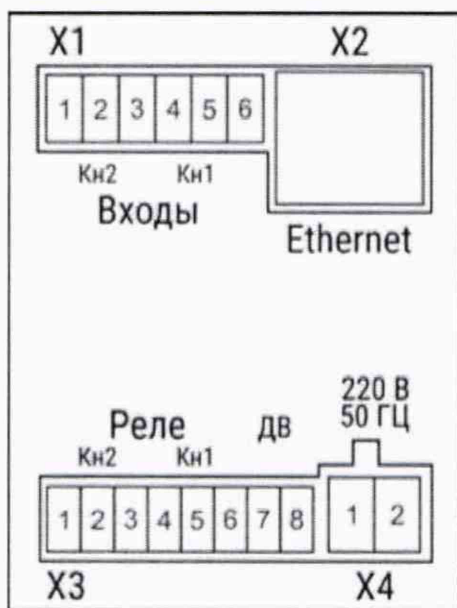 X1 X2
1 2 3 4 5 6
Кн2 Кн1
Входы
Ethernet
220 В
50 ГЦ
Реле ДВ
Кн2 Кн1
1 2 3 4 5 6 7 8 1 2
X3 X4